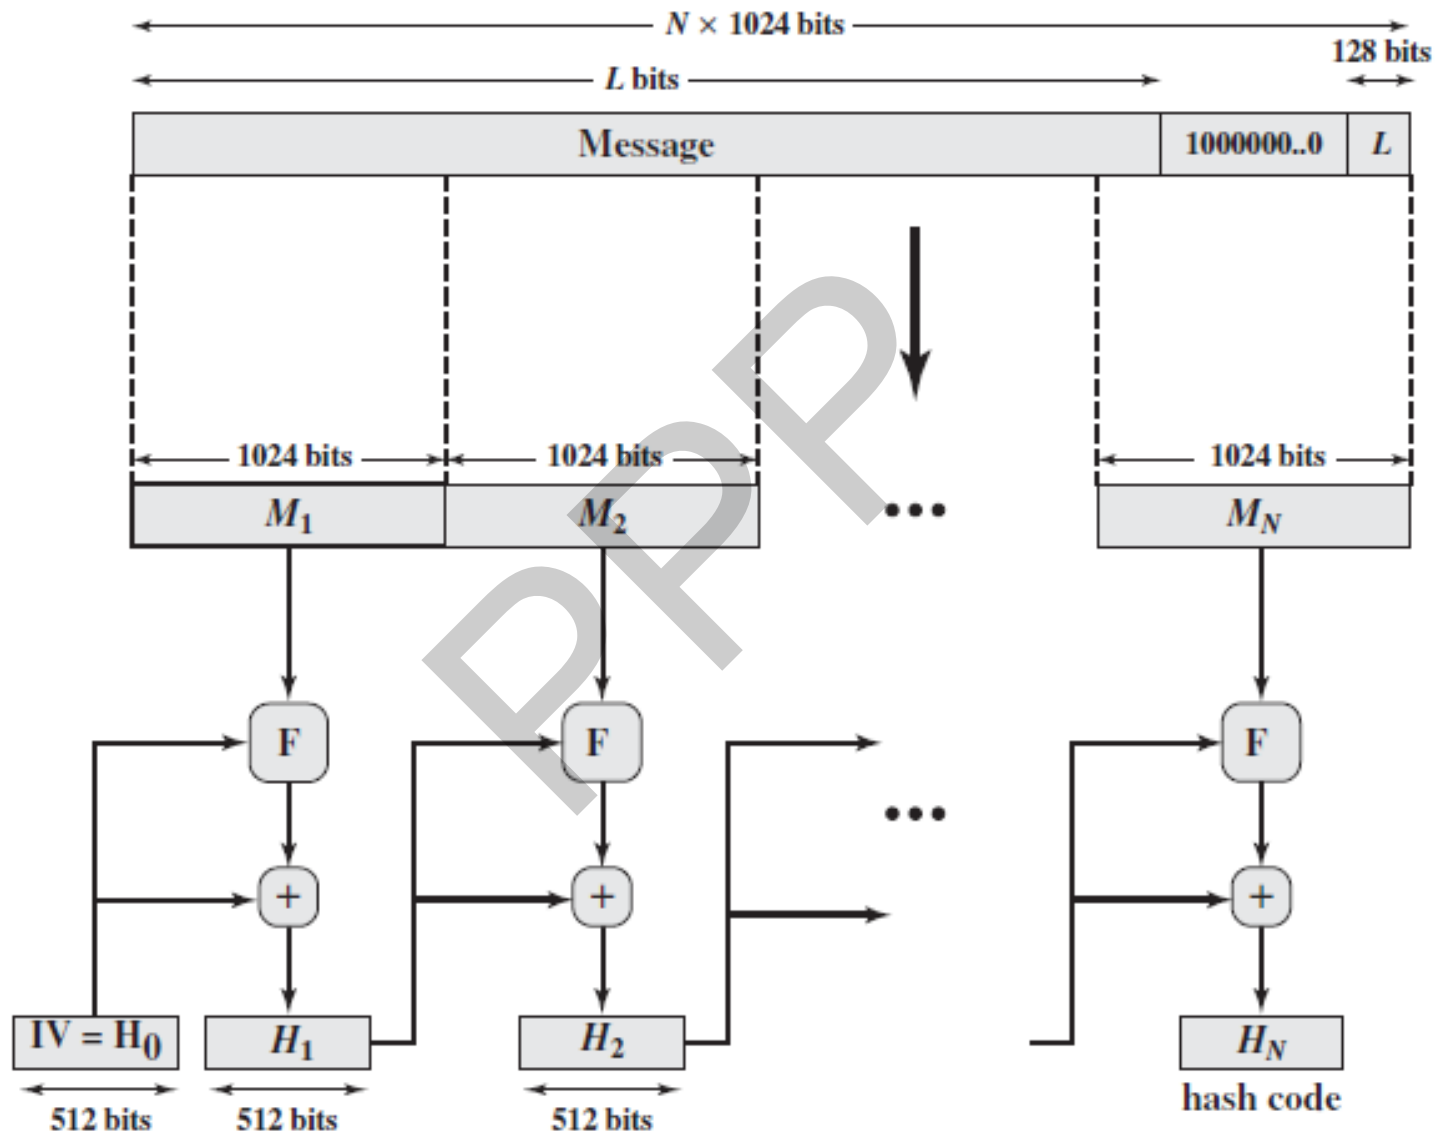 N × 1024 bits
128 bits
L bits
Message
1000000..0
L
1024 bits
1024 bits
1024 bits
M1
M2
...
MN
PPP
F
F
F
...
+
+
+
IV = H0
H1
H2
HN
512 bits
512 bits
512 bits
hash code